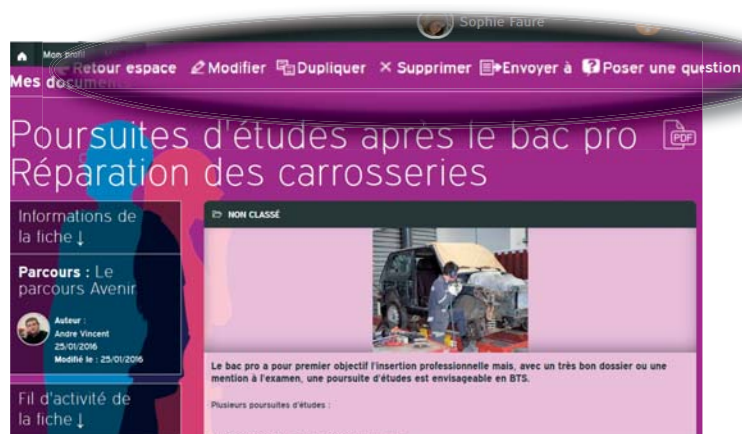 Sophie Faure
Mon profil
Retour espace Modifier Dupliquer × Supprimer Envoyer à Poser une question
Mes documents
Poursuites d'études après le bac pro
PDF
Réparation des carrosseries
Informations de
la fiche ↓
NON CLASSÉ
Parcours : Le
parcours Avenir
Auteur :
Andre Vincent
25/01/2016
Modifié le : 25/01/2016
Le bac pro a pour premier objectif l'insertion professionnelle mais, avec un très bon dossier ou une
mention à l'examen, une poursuite d'études est envisageable en BTS.
Fil d'activité de
la fiche ↓
Plusieurs poursuites d'études :